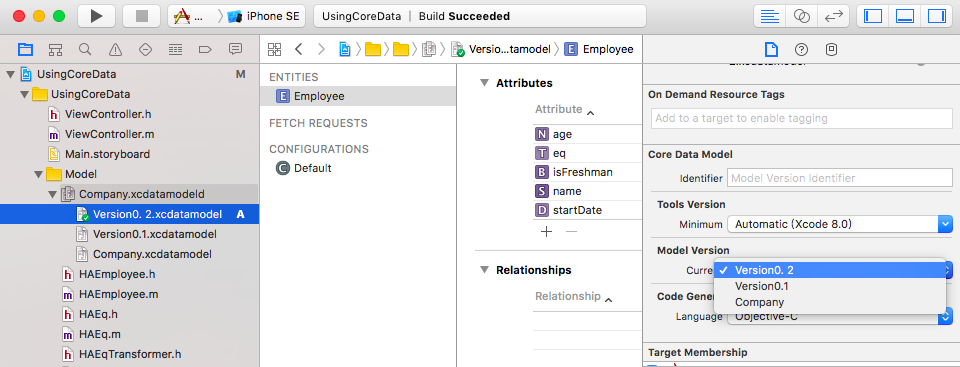 ... iPhone SE
UsingCoreData | Build Succeeded
UsingCoreData M
UsingCoreData
h ViewController.h
m ViewController.m
Main.storyboard
Model
Company.xcdatamodeld
Version0. 2.xcdatamodel A
Version0.1.xcdatamodel
Company.xcdatamodel
h HAEmployee.h
m HAEmployee.m
h HAEq.h
m HAEq.m
h HAEqTransformer.h
Versio...tamodel E Employee
ENTITIES
E Employee
FETCH REQUESTS
CONFIGURATIONS
C Default
Attributes
Attribute
N age
T eq
B isFreshman
S name
D startDate
+ −
Relationships
Relationship
On Demand Resource Tags
Add to a target to enable tagging
Core Data Model
Identifier Model Version Identifier
Tools Version
Minimum Automatic (Xcode 8.0)
Model Version
Curre ✓ Version0. 2
Version0.1
Company
Code Gener
Language Objective-C
Target Membership